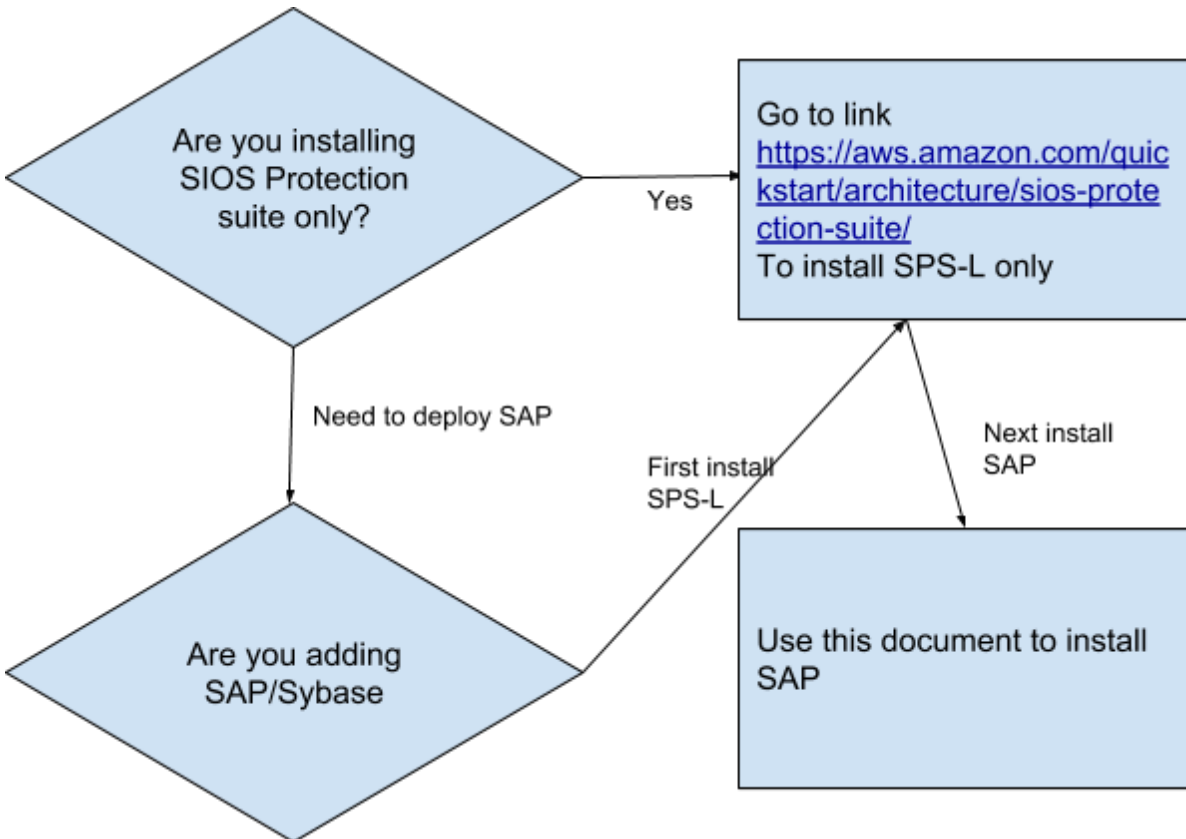 Are you installing
SIOS Protection
suite only?
Yes
Go to link
https://aws.amazon.com/quic
kstart/architecture/sios-prote
ction-suite/
To install SPS-L only
Need to deploy SAP
First install
SPS-L
Next install
SAP
Are you adding
SAP/Sybase
Use this document to install
SAP